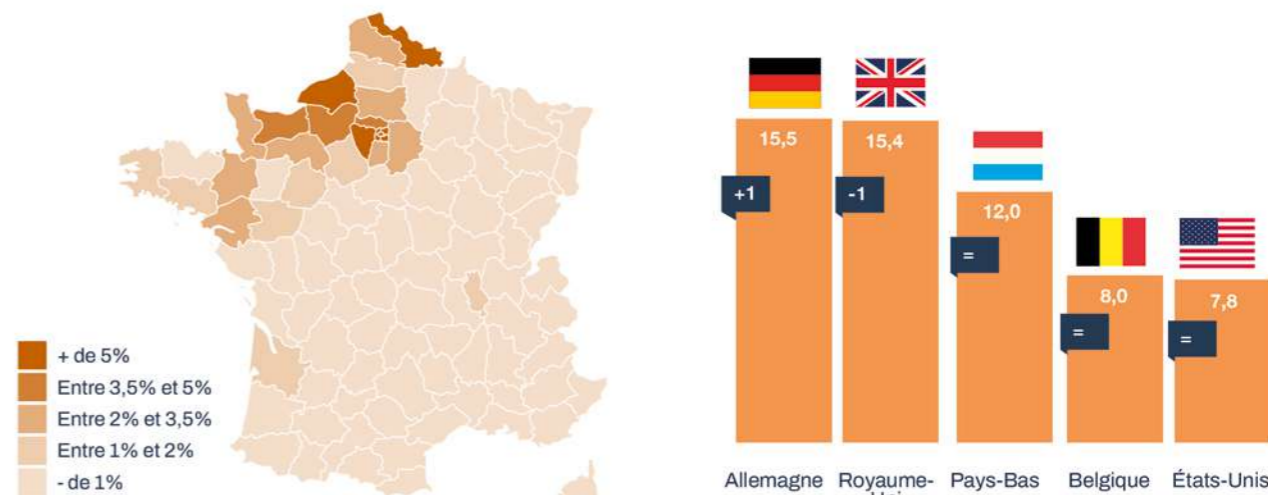 + de 5%
Entre 3,5% et 5%
Entre 2% et 3,5%
Entre 1% et 2%
- de 1%
15,5
15,4
12,0
8,0
7,8
+1
-1
=
=
=
Allemagne
Royaume-
Pays-Bas
Belgique
États-Unis